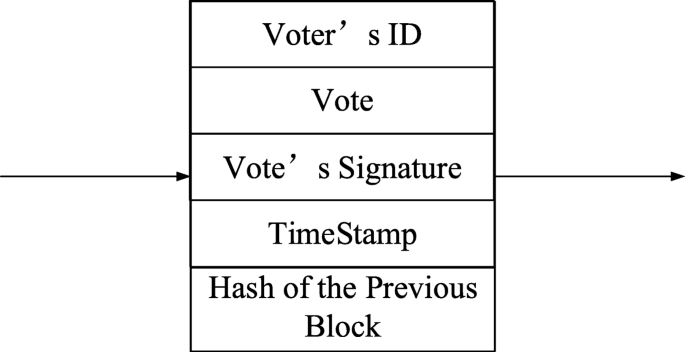 Voter’s ID
Vote
Vote’s Signature
TimeStamp
Hash of the Previous
Block